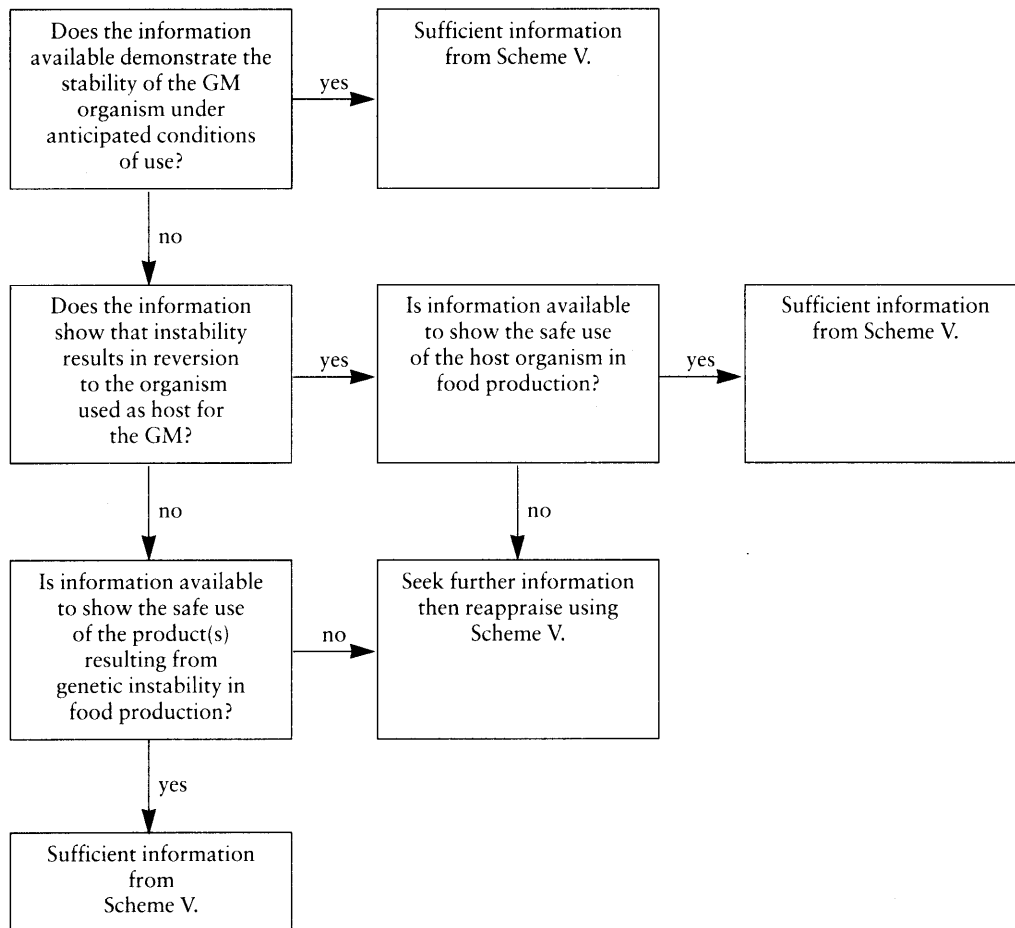 Does the information
available demonstrate the
stability of the GM
organism under
anticipated conditions
of use?
yes
Sufficient information
from Scheme V.
no
Does the information
show that instability
results in reversion
to the organism
used as host for
the GM?
yes
Is information available
to show the safe use
of the host organism in
food production?
yes
Sufficient information
from Scheme V.
no
no
Is information available
to show the safe use
of the product(s)
resulting from
genetic instability in
food production?
no
Seek further information
then reappraise using
Scheme V.
yes
Sufficient information
from
Scheme V.